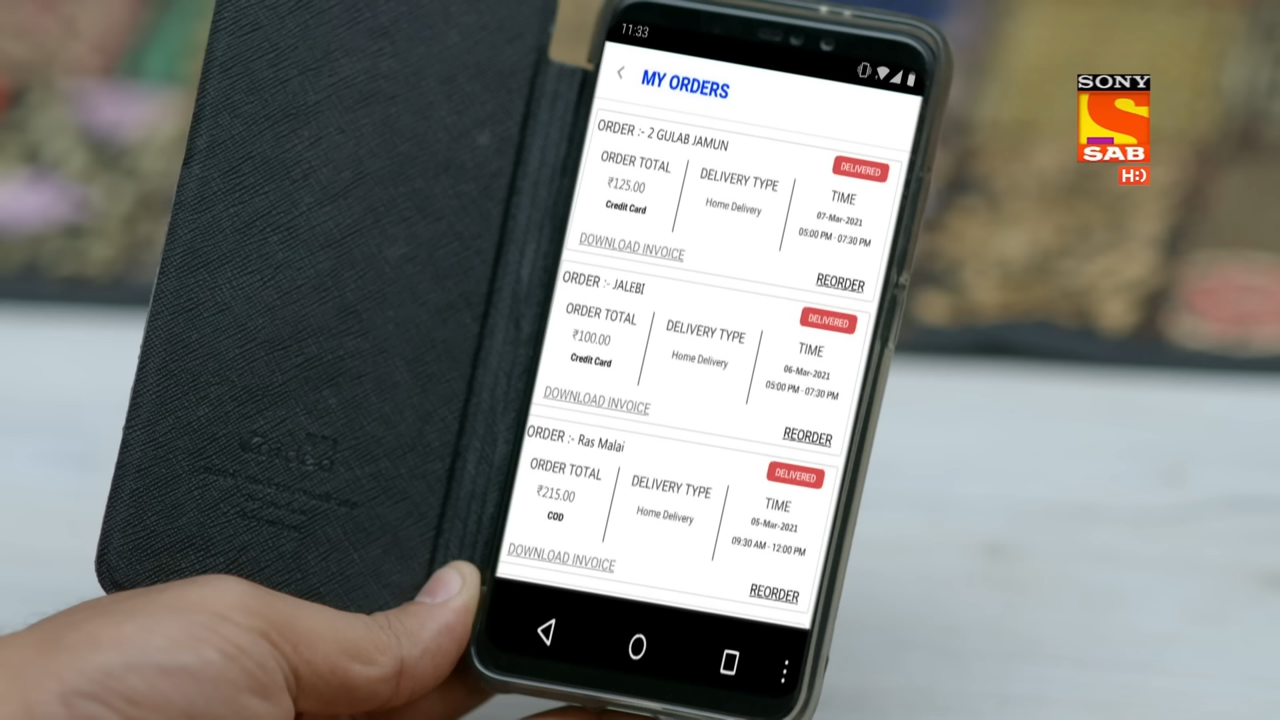 11:33
MY ORDERS
ORDER :- 2 GULAB JAMUN
DELIVERED
ORDER TOTAL
₹125.00
Credit Card
DELIVERY TYPE
Home Delivery
TIME
07-Mar-2021
05:00 PM - 07:30 PM
DOWNLOAD INVOICE
REORDER
ORDER :- JALEBI
DELIVERED
ORDER TOTAL
₹100.00
Credit Card
DELIVERY TYPE
Home Delivery
TIME
06-Mar-2021
05:00 PM - 07:30 PM
DOWNLOAD INVOICE
REORDER
ORDER :- Ras Malai
DELIVERED
ORDER TOTAL
₹215.00
COD
DELIVERY TYPE
Home Delivery
TIME
05-Mar-2021
09:30 AM - 12:00 PM
DOWNLOAD INVOICE
REORDER
SONY
S
SAB
H:)